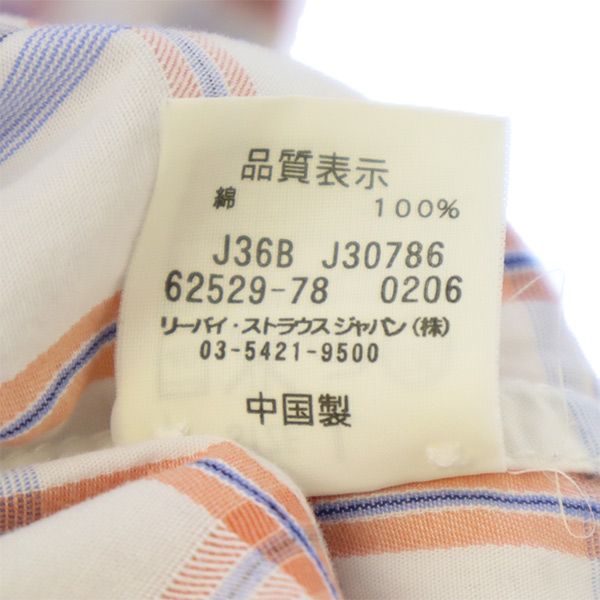 品質表示
綿 100%
J36B J30786
62529-78 0206
リーバイ・ストラウスジャパン(株)
03-5421-9500
中国製